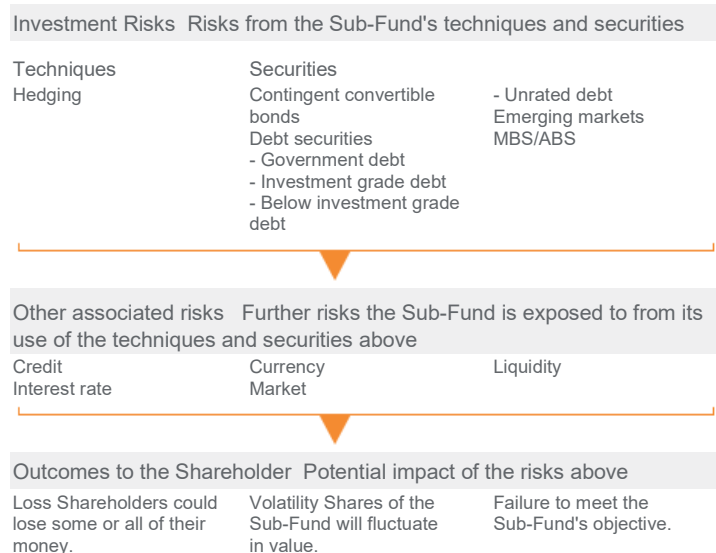 Investment Risks Risks from the Sub-Fund's techniques and securities
Techniques
Hedging
Securities
Contingent convertible
bonds
Debt securities
- Government debt
- Investment grade debt
- Below investment grade
debt
- Unrated debt
Emerging markets
MBS/ABS
Other associated risks Further risks the Sub-Fund is exposed to from its
use of the techniques and securities above
Credit
Interest rate
Currency
Market
Liquidity
Outcomes to the Shareholder Potential impact of the risks above
Loss Shareholders could
lose some or all of their
money.
Volatility Shares of the
Sub-Fund will fluctuate
in value.
Failure to meet the
Sub-Fund's objective.